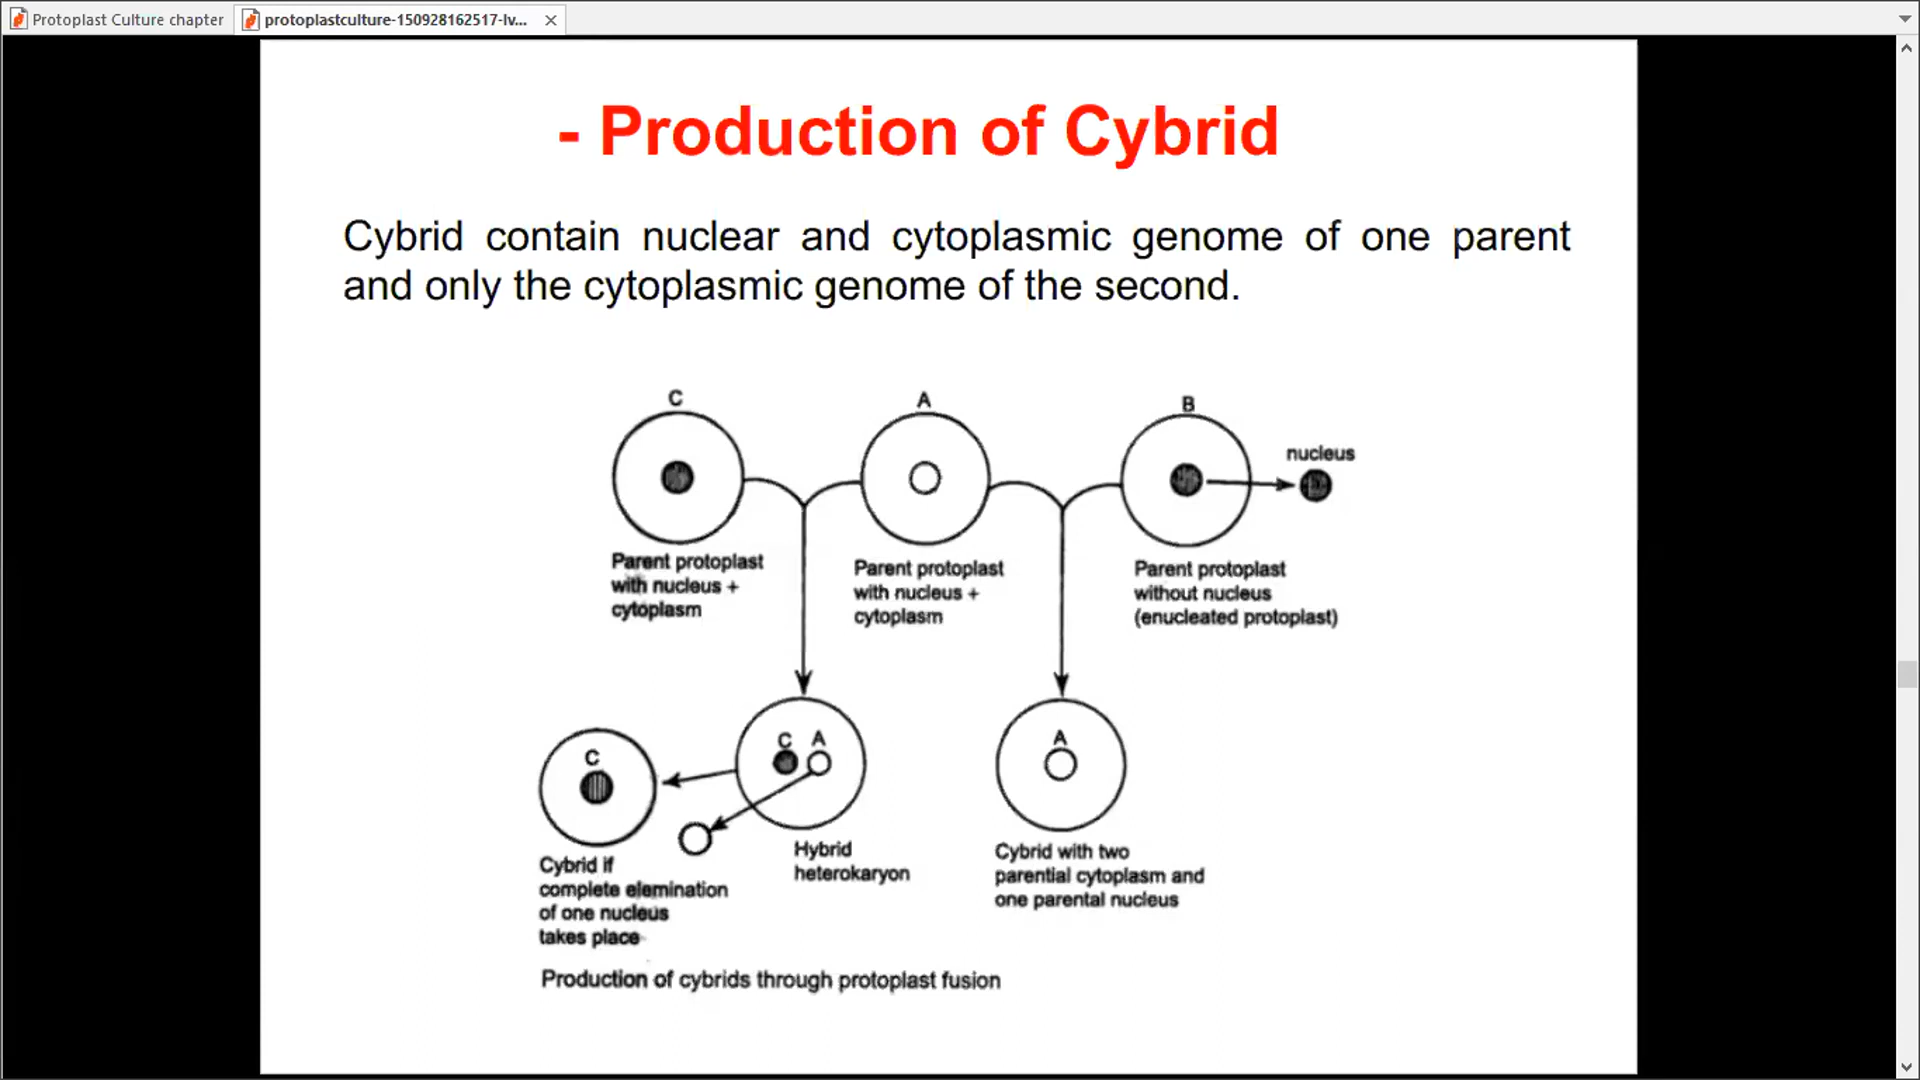 Protoplast Culture chapter
protoplastculture-150928162517-lv...
- Production of Cybrid
Cybrid contain nuclear and cytoplasmic genome of one parent
and only the cytoplasmic genome of the second.
C
A
B
nucleus
Parent protoplast
with nucleus +
cytoplasm
Parent protoplast
with nucleus +
cytoplasm
Parent protoplast
without nucleus
(enucleated protoplast)
C
C A
A
Hybrid
heterokaryon
Cybrid with two
parential cytoplasm and
one parental nucleus
Cybrid if
complete elemination
of one nucleus
takes place
Production of cybrids through protoplast fusion